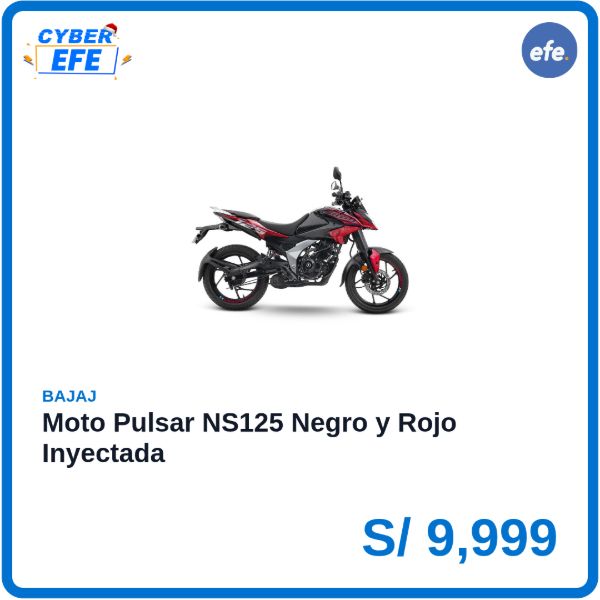 CYBER
EFE
efe.
BAJAJ
Moto Pulsar NS125 Negro y Rojo
Inyectada
S/ 9,999